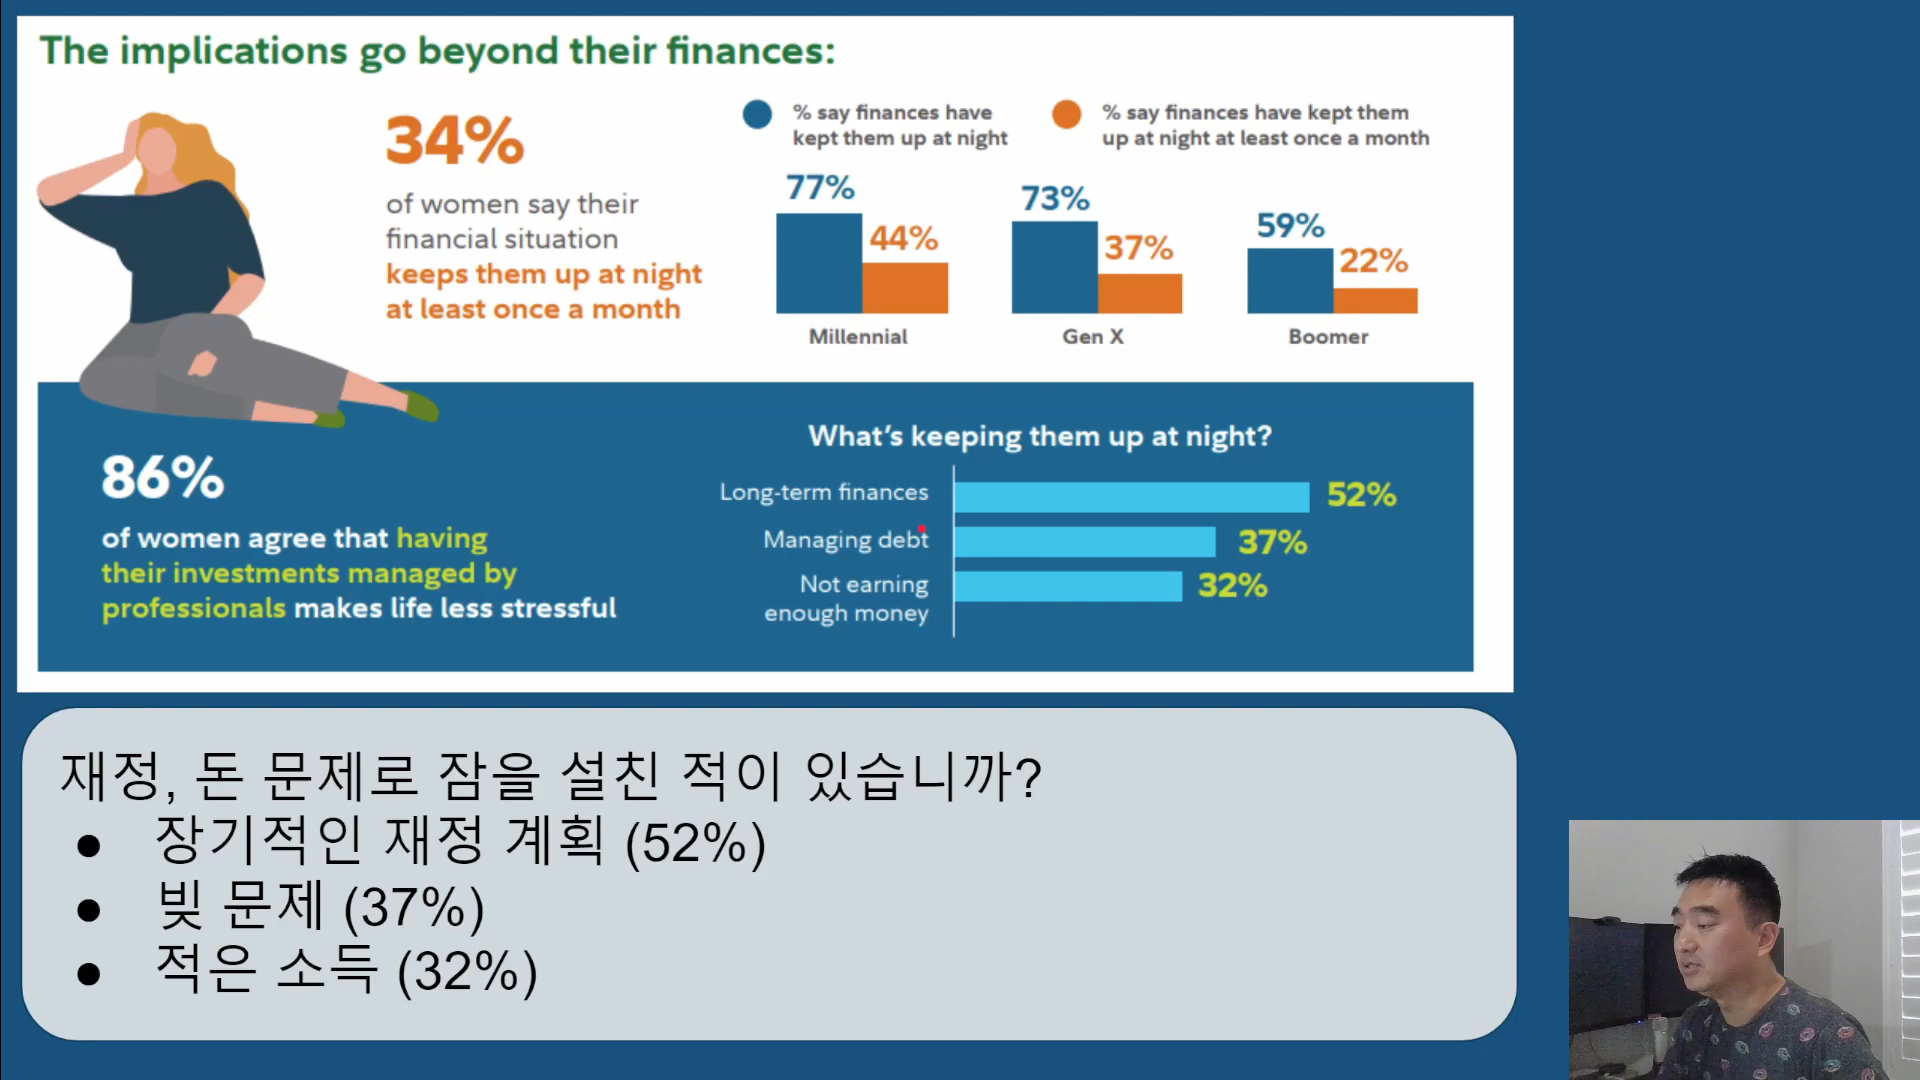 The implications go beyond their finances:
34%
of women say their
financial situation
keeps them up at night
at least once a month
% say finances have
kept them up at night
% say finances have kept them
up at night at least once a month
77%
44%
Millennial
73%
37%
Gen X
59%
22%
Boomer
86%
of women agree that having
their investments managed by
professionals makes life less stressful
What's keeping them up at night?
Long-term finances 52%
Managing debt 37%
Not earning
enough money 32%
재정, 돈 문제로 잠을 설친 적이 있습니까?
● 장기적인 재정 계획 (52%)
● 빚 문제 (37%)
● 적은 소득 (32%)